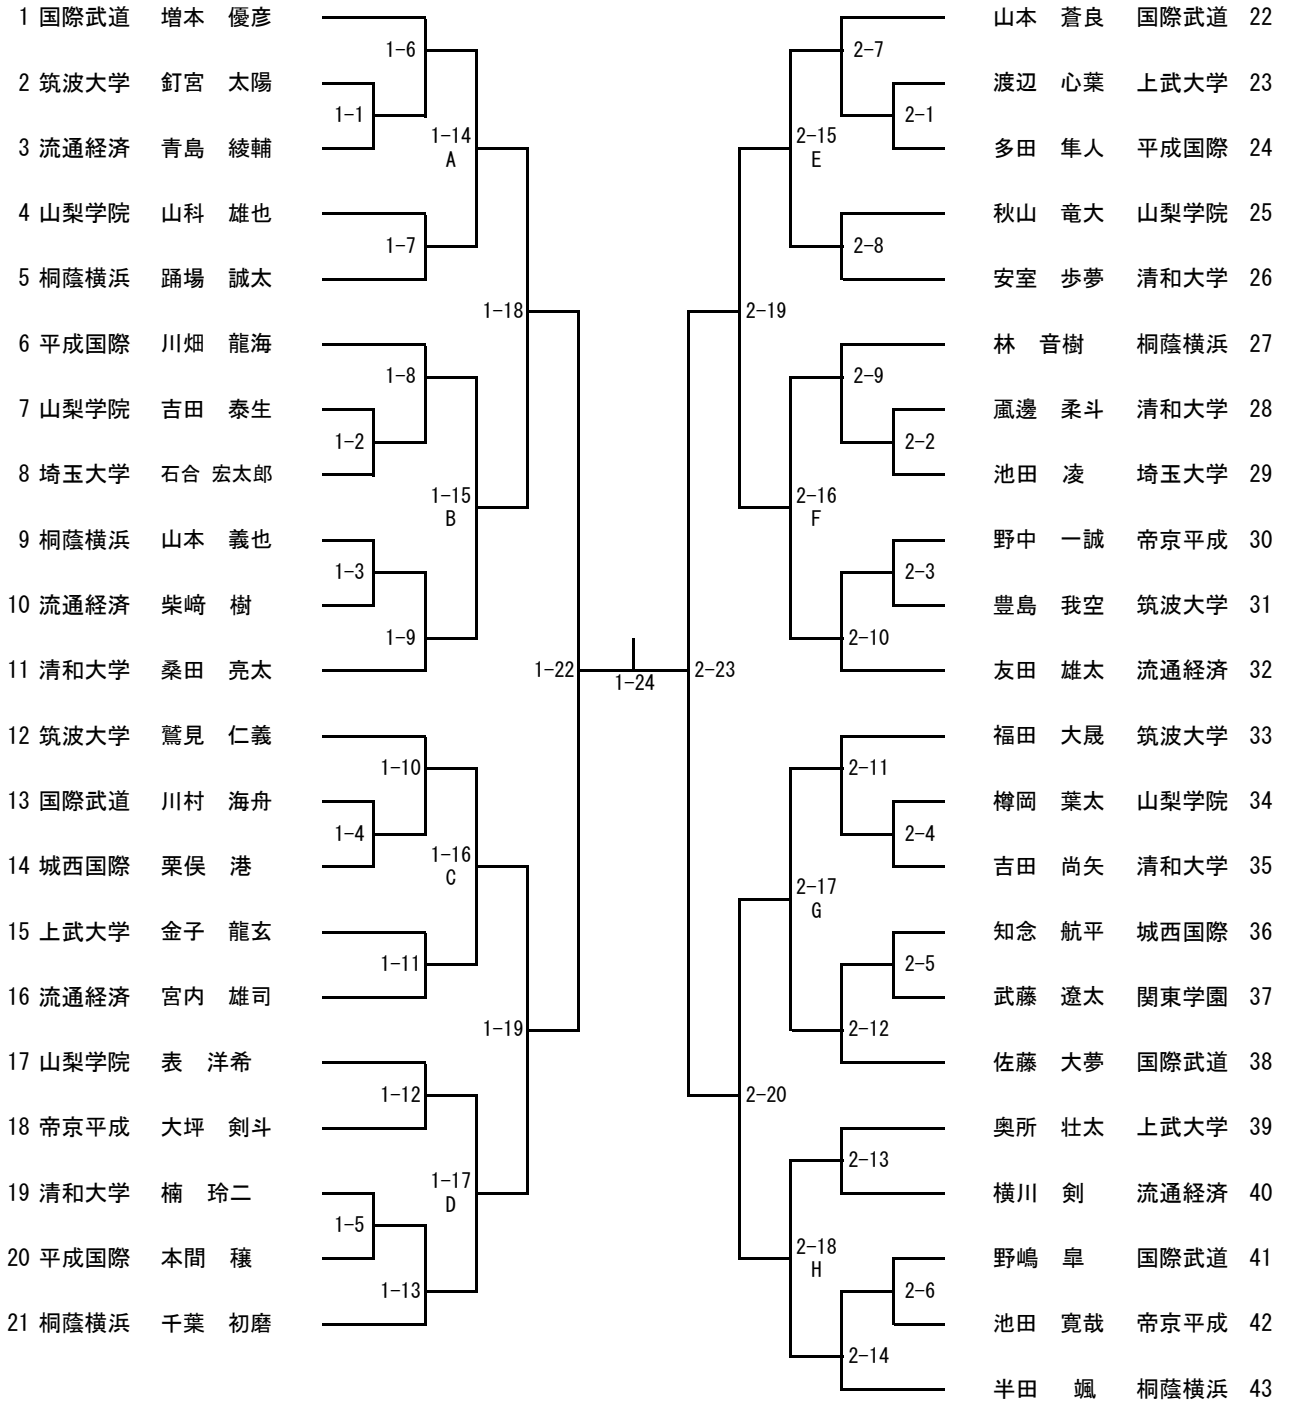 1 国際武道 増本 優彦
2 筑波大学 釘宮 太陽
3 流通経済 青島 綾輔
4 山梨学院 山科 雄也
5 桐蔭横浜 踊場 誠太
6 平成国際 川畑 龍海
7 山梨学院 吉田 泰生
8 埼玉大学 石合 宏太郎
9 桐蔭横浜 山本 義也
10 流通経済 柴﨑 樹
11 清和大学 桑田 亮太
12 筑波大学 鷲見 仁義
13 国際武道 川村 海舟
14 城西国際 栗俣 港
15 上武大学 金子 龍玄
16 流通経済 宮内 雄司
17 山梨学院 表 洋希
18 帝京平成 大坪 剣斗
19 清和大学 楠 玲二
20 平成国際 本間 穣
21 桐蔭横浜 千葉 初磨
1-1
1-2
1-3
1-4
1-5
1-6
1-7
1-8
1-9
1-10
1-11
1-12
1-13
1-14
A
1-15
B
1-16
C
1-17
D
1-18
1-19
1-22
1-24
2-23
2-19
2-20
2-15
E
2-16
F
2-17
G
2-18
H
2-7
2-8
2-9
2-10
2-11
2-12
2-13
2-14
2-1
2-2
2-3
2-4
2-5
2-6
山本 蒼良 国際武道 22
渡辺 心葉 上武大学 23
多田 隼人 平成国際 24
秋山 竜大 山梨学院 25
安室 歩夢 清和大学 26
林 音樹 桐蔭横浜 27
柔斗 清和大学 28
池田 凌 埼玉大学 29
野中 一誠 帝京平成 30
豊島 我空 筑波大学 31
友田 雄太 流通経済 32
福田 大晟 筑波大学 33
樽岡 葉太 山梨学院 34
吉田 尚矢 清和大学 35
知念 航平 城西国際 36
武藤 遼太 関東学園 37
佐藤 大夢 国際武道 38
奥所 壮太 上武大学 39
横川 剣 流通経済 40
野嶋 皐 国際武道 41
池田 寛哉 帝京平成 42
半田 颯 桐蔭横浜 43